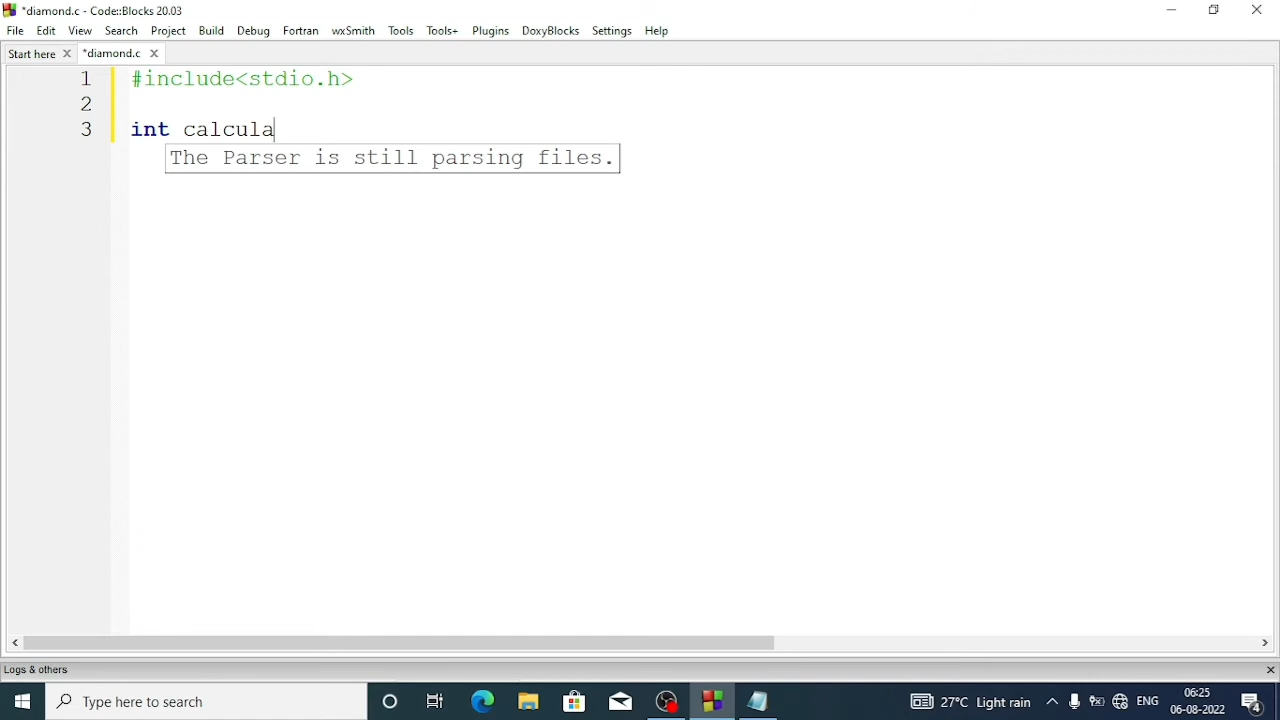 *diamond.c - Code::Blocks 20.03
File Edit View Search Project Build Debug Fortran wxSmith Tools Tools+ Plugins DoxyBlocks Settings Help
Start here *diamond.c
1 #include<stdio.h>
2
3 int calcula
The Parser is still parsing files.
Logs & others
Type here to search
27°C Light rain
ENG
06:25
06-08-2022
4